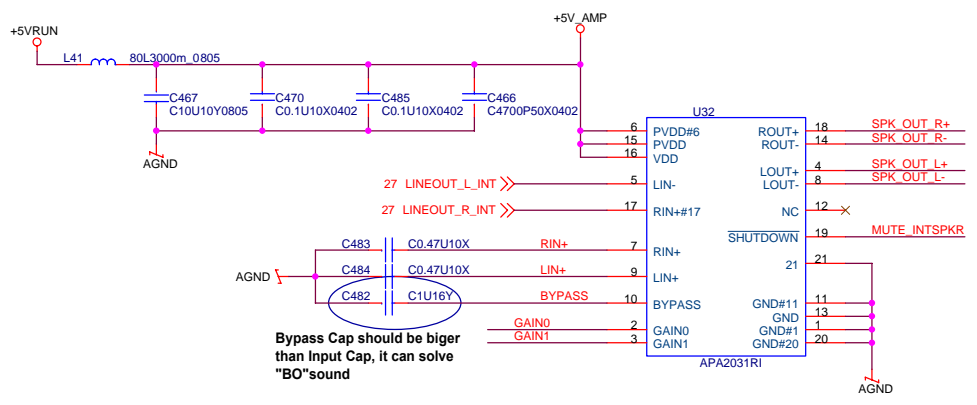 +5VRUN
+5V_AMP
L41 80L3000m_0805
C467
C10U10Y0805
C470
C0.1U10X0402
C485
C0.1U10X0402
C466
C4700P50X0402
AGND
U32
6 PVDD#6
15 PVDD
16 VDD
27 LINEOUT_L_INT 5 LIN-
27 LINEOUT_R_INT 17 RIN+#17
C483 C0.47U10X RIN+ 7 RIN+
AGND C484 C0.47U10X LIN+ 9 LIN+
C482 C1U16Y BYPASS 10 BYPASS
GAIN0 2 GAIN0
GAIN1 3 GAIN1
ROUT+ 18 SPK_OUT_R+
ROUT- 14 SPK_OUT_R-
LOUT+ 4 SPK_OUT_L+
LOUT- 8 SPK_OUT_L-
NC 12
SHUTDOWN 19 MUTE_INTSPKR
21 21
GND#11 11
GND 13
GND#1 1
GND#20 20
APA2031RI
AGND
Bypass Cap should be biger
than Input Cap, it can solve
"BO"sound